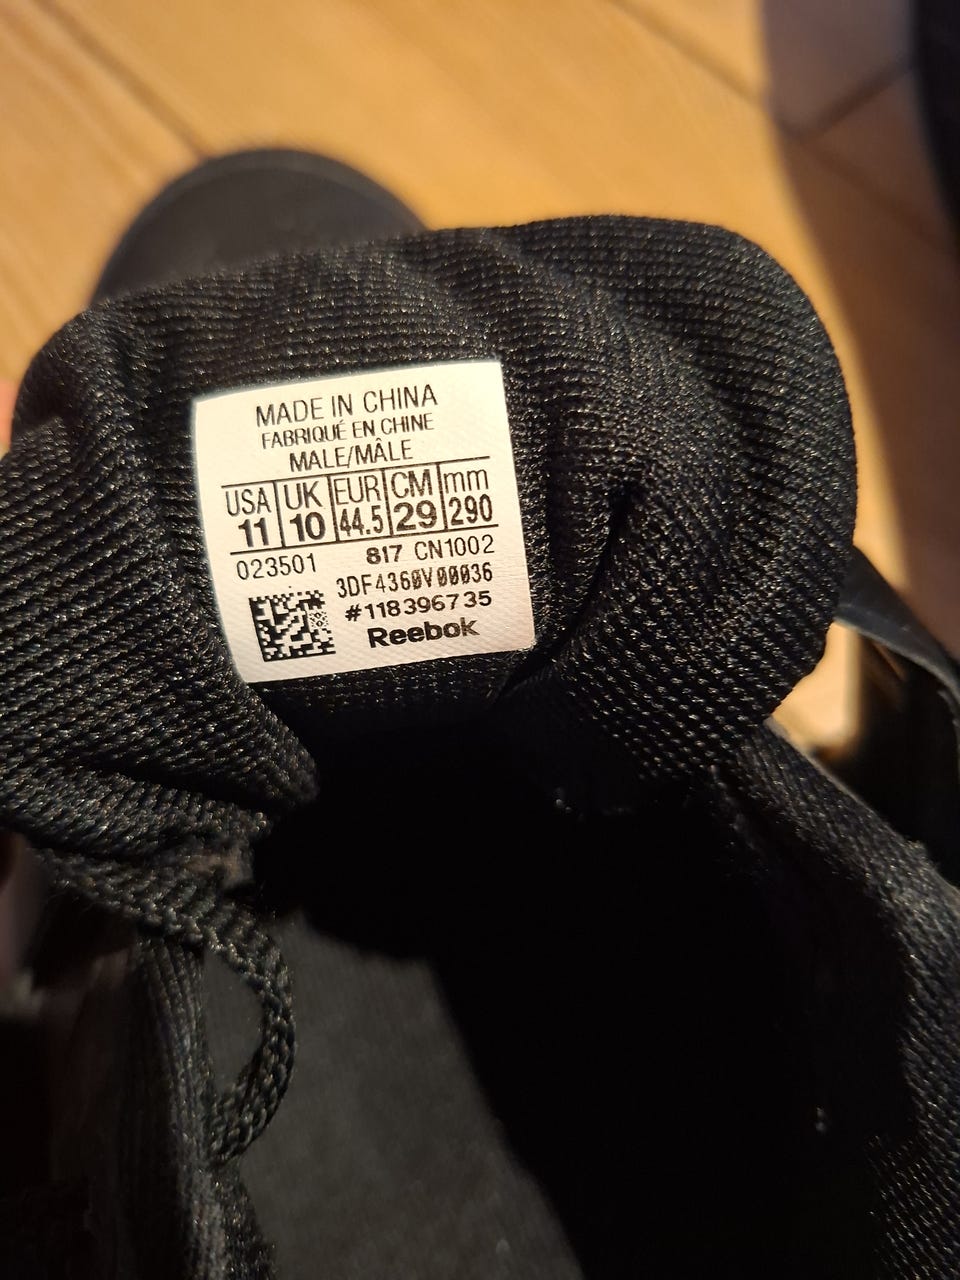 MADE IN CHINA
FABRIQUÉ EN CHINE
MALE/MÂLE
USA UK EUR CM mm
11 10 44.5 29 290
023501 817 CN1002
3DF4360V00036
#118396735
Reebok